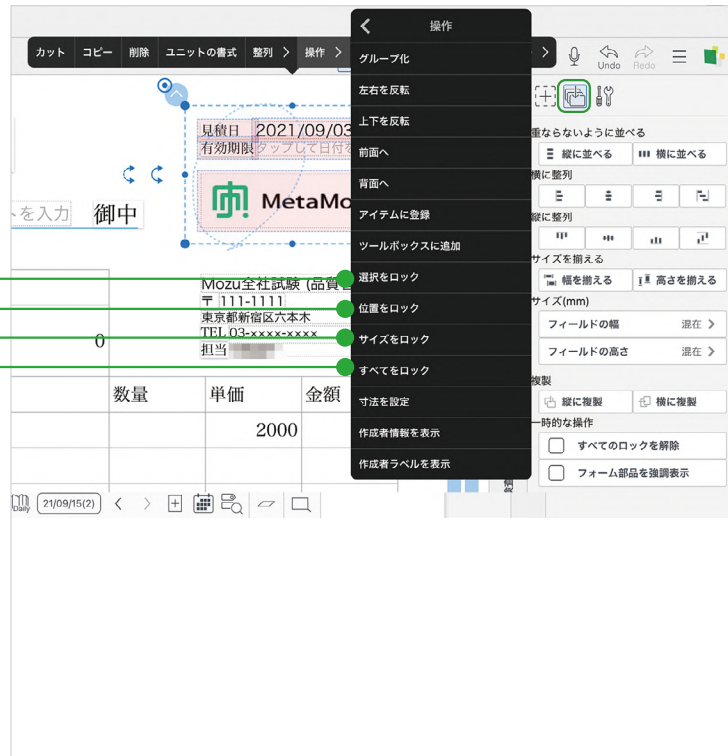 操作
カット コピー 削除 ユニットの書式 整列 操作
グループ化
左右を反転
上下を反転
前面へ
背面へ
アイテムに登録
ツールボックスに追加
選択をロック
位置をロック
サイズをロック
すべてをロック
寸法を設定
作成者情報を表示
作成者ラベルを表示
Undo Redo
重ならないように並べる
縦に並べる 横に並べる
横に整列
縦に整列
サイズを揃える
幅を揃える 高さを揃える
サイズ(mm)
フィールドの幅 混在
フィールドの高さ 混在
複製
縦に複製 横に複製
一時的な操作
すべてのロックを解除
フォーム部品を強調表示
見積日 2021/09/03
有効期限 タップして日付を
MetaMo
トを入力 御中
Mozu全社試験 (品質
〒 111-1111
東京都新宿区六本木
TEL 03-xxxx-xxxx
担当
0
数量 単価 金額
2000
Daily 21/09/15(2)